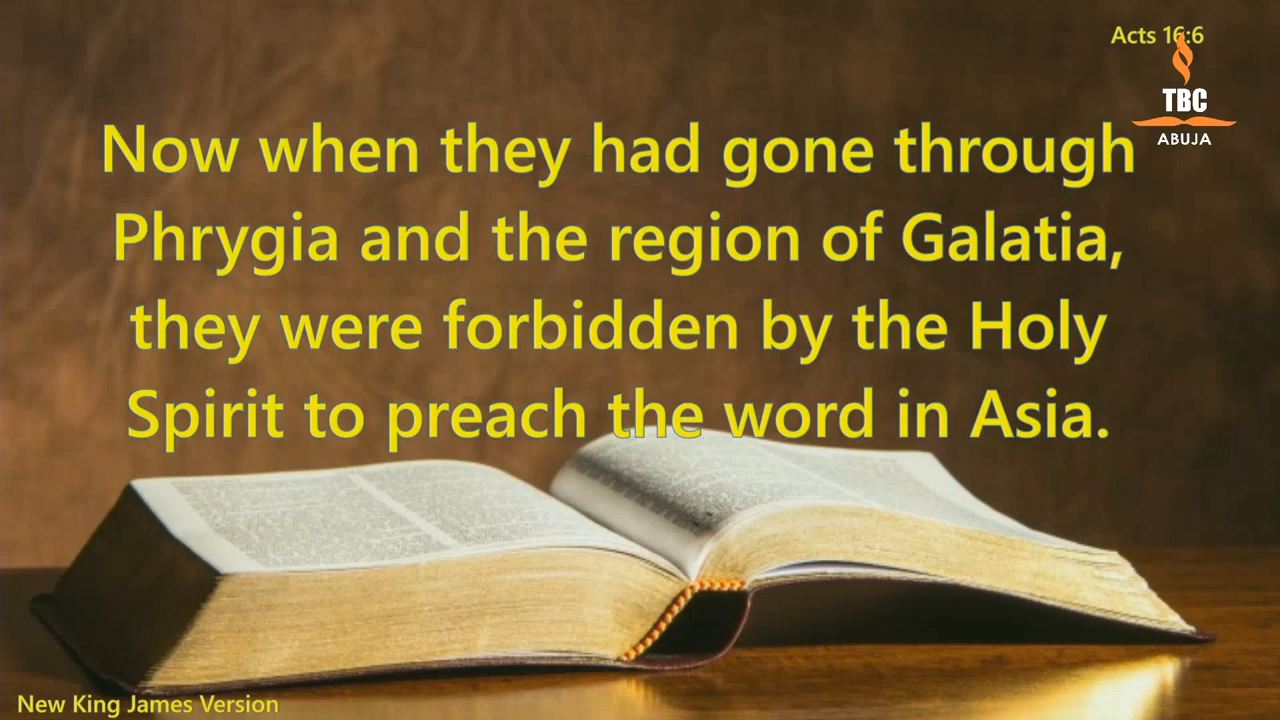 Acts 16:6
TBC
ABUJA
Now when they had gone through
Phrygia and the region of Galatia,
they were forbidden by the Holy
Spirit to preach the word in Asia.
New King James Version